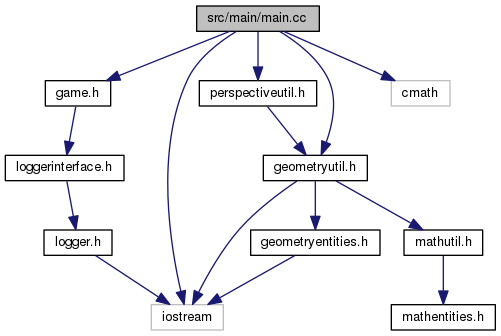 src/main/main.cc
game.h
perspectiveutil.h
cmath
loggerinterface.h
geometryutil.h
logger.h
geometryentities.h
mathutil.h
iostream
mathentities.h